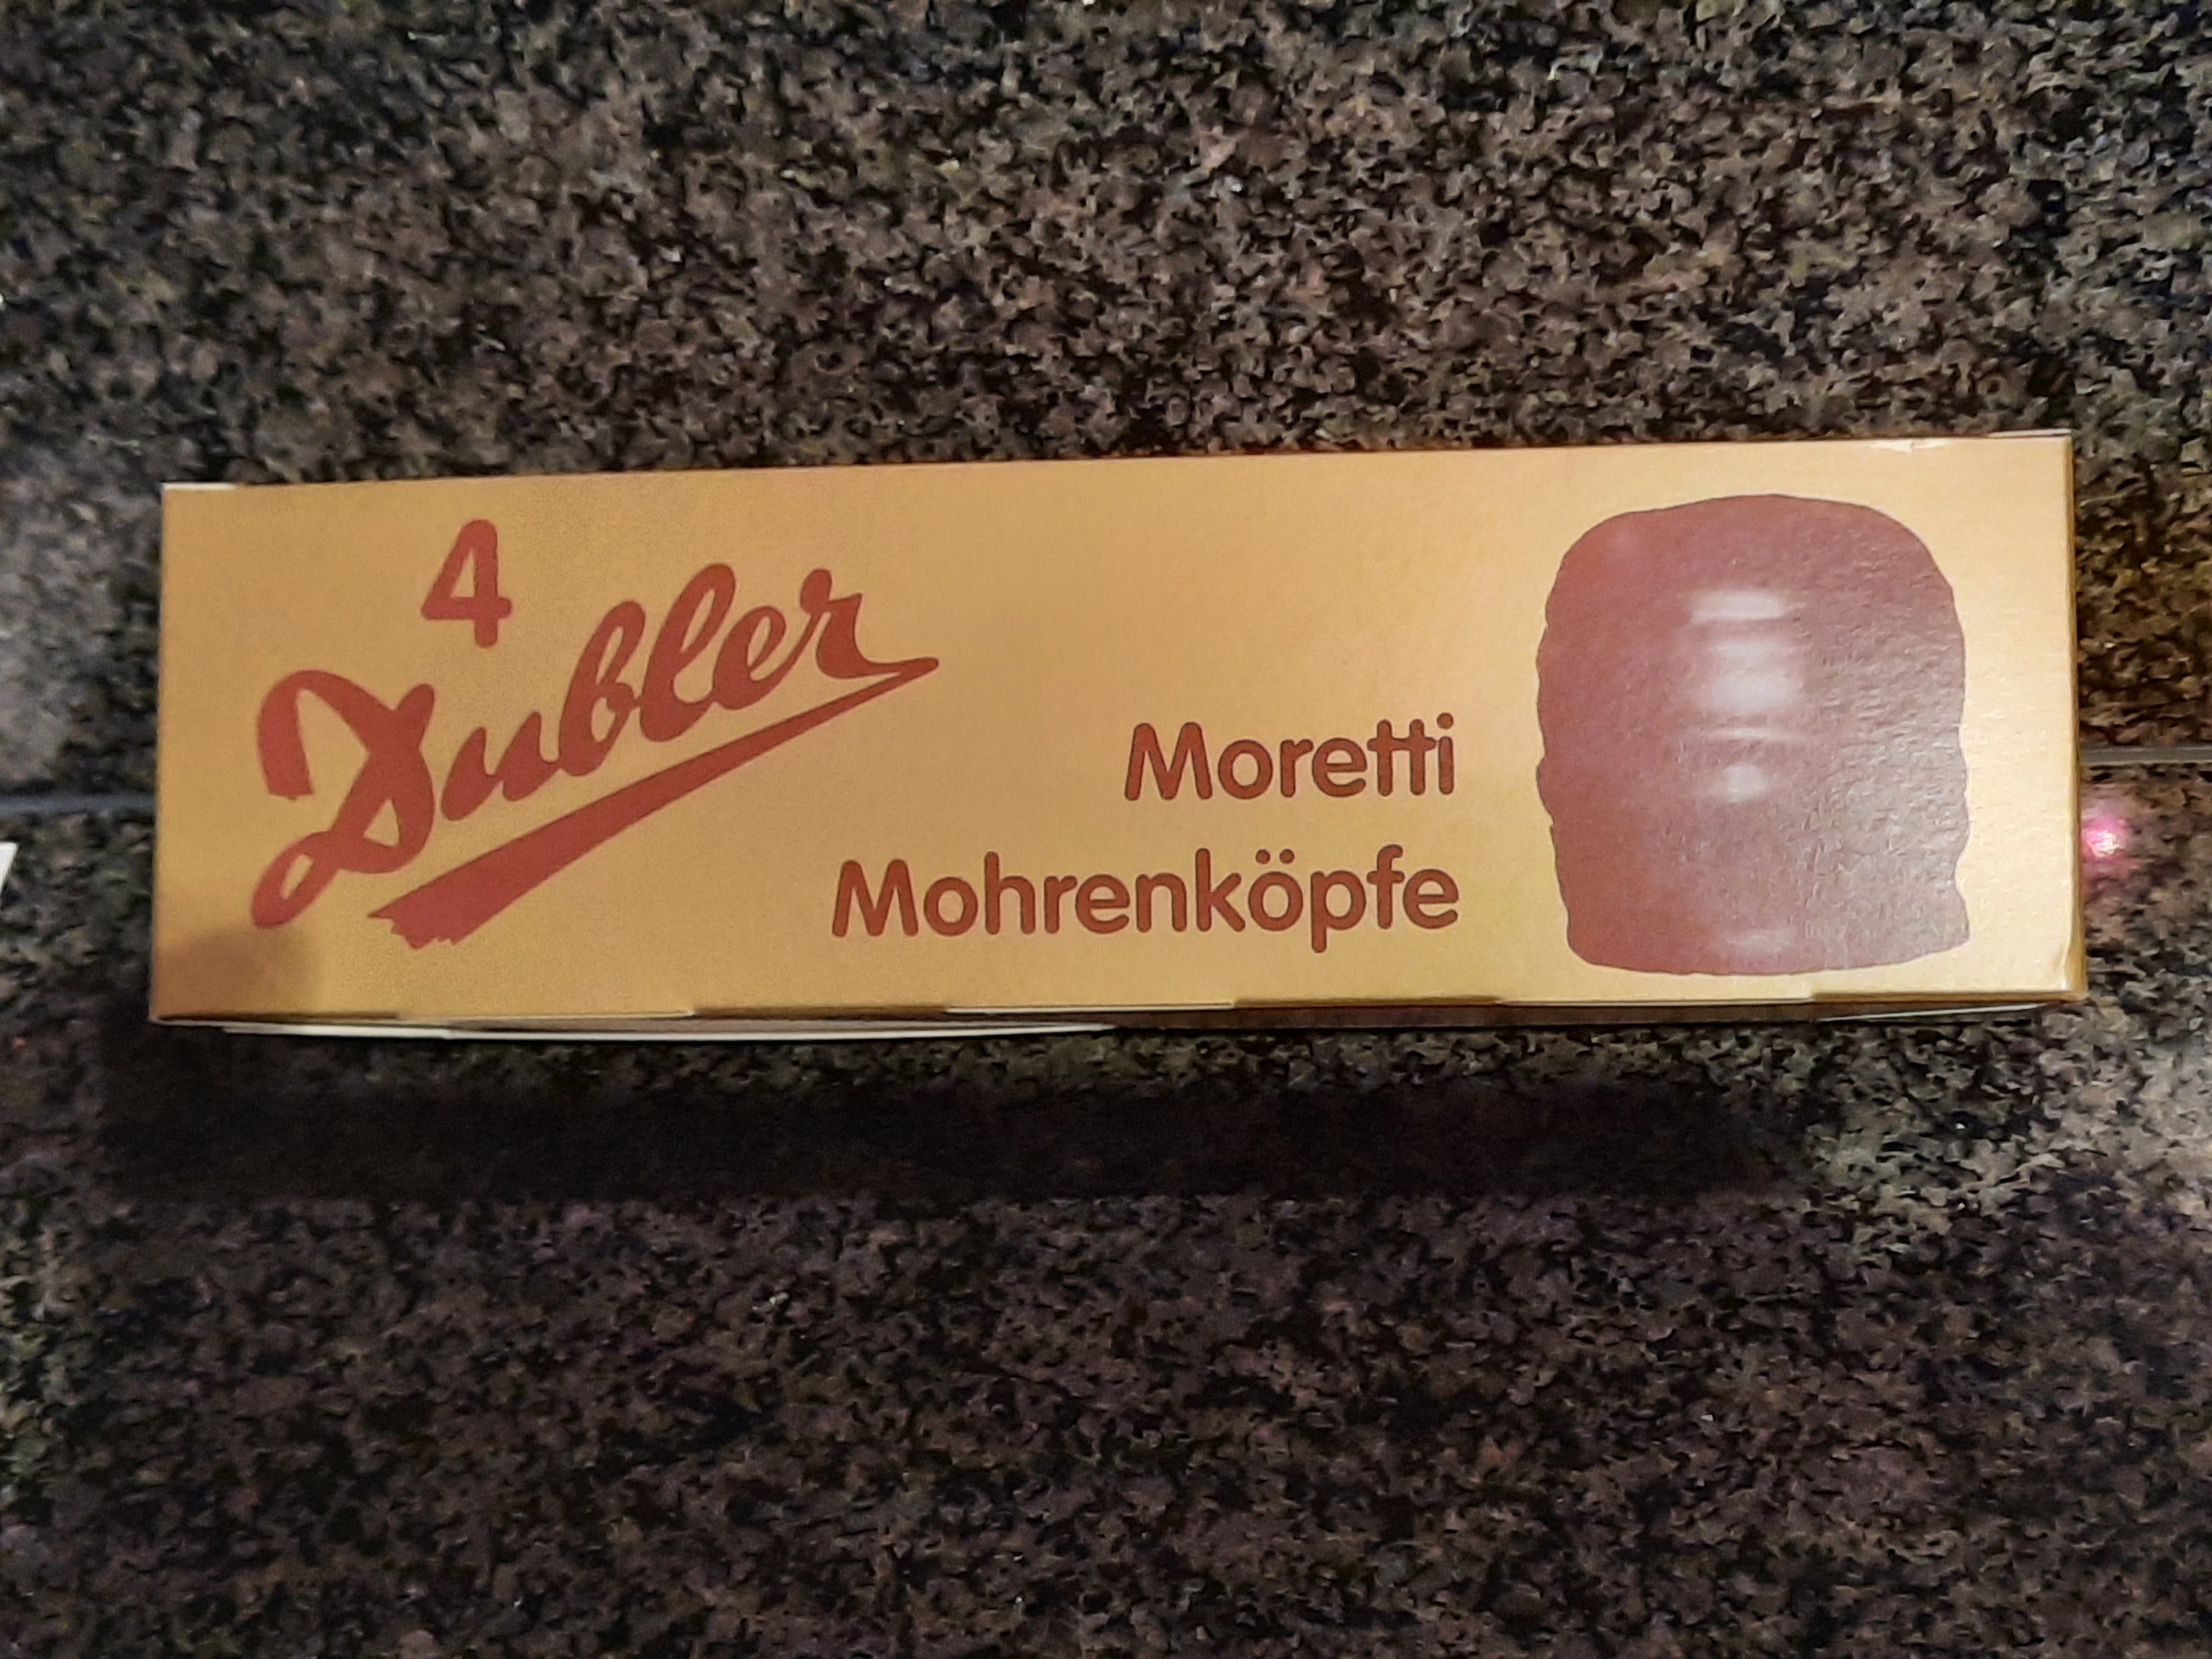 4
Dubler
Moretti
Mohrenköpfe